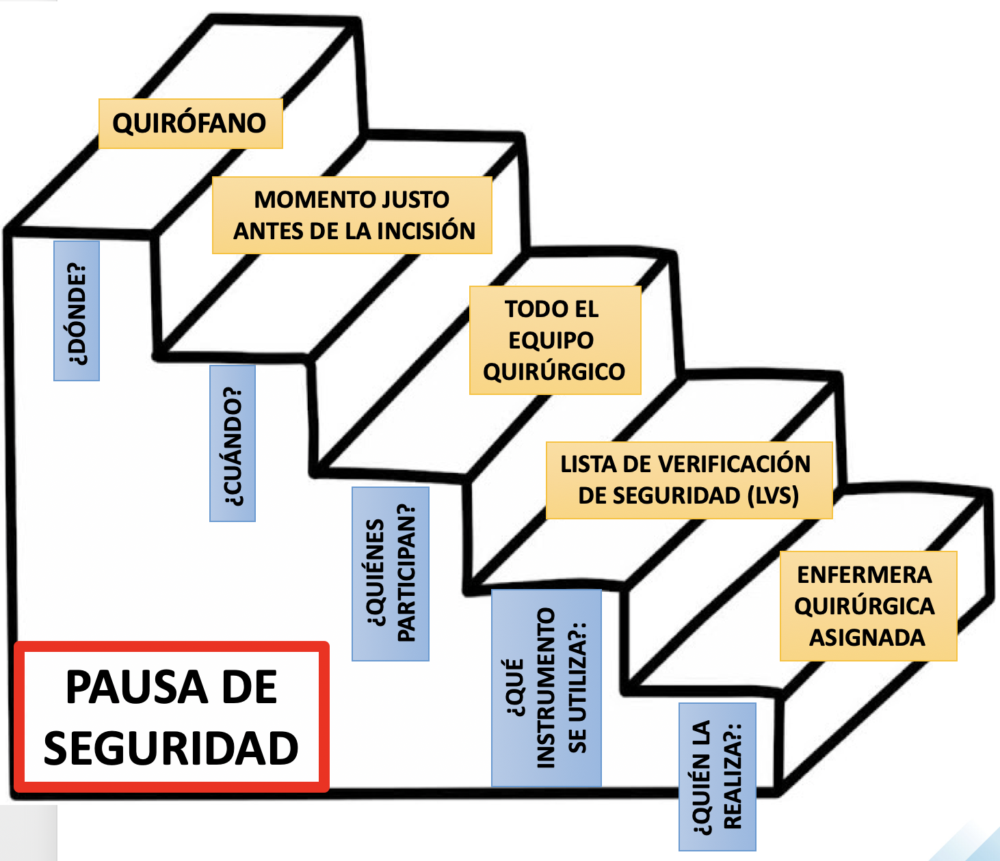 QUIRÓFANO
¿DÓNDE?
MOMENTO JUSTO
ANTES DE LA INCISIÓN
¿CUÁNDO?
TODO EL
EQUIPO
QUIRÚRGICO
¿QUIÉNES
PARTICIPAN?
LISTA DE VERIFICACIÓN
DE SEGURIDAD (LVS)
¿QUÉ
INSTRUMENTO
SE UTILIZA?:
ENFERMERA
QUIRÚRGICA
ASIGNADA
¿QUIÉN LA
REALIZA?:
PAUSA DE
SEGURIDAD